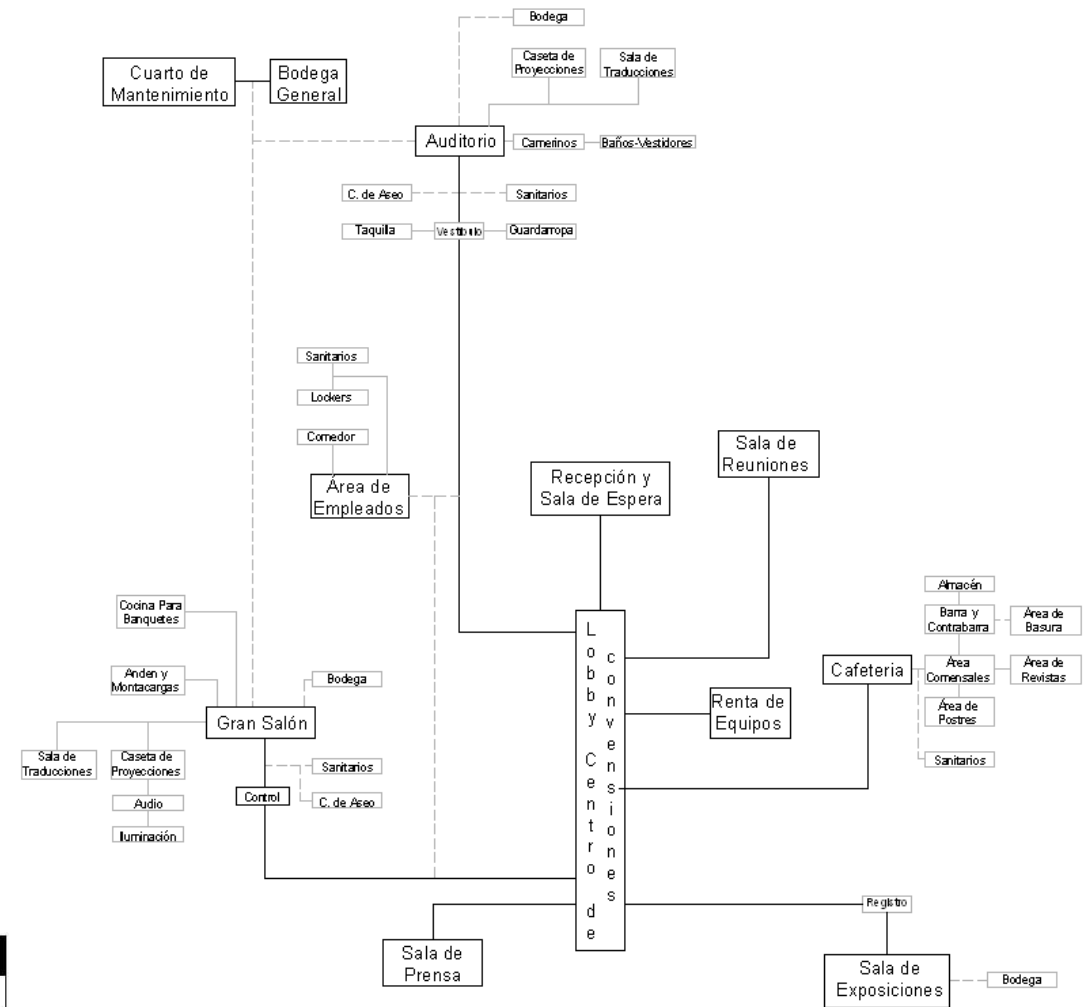 Bodega
Caseta de
Proyecciones
Sala de
Traducciones
Cuarto de
Mantenimiento
Bodega
General
Auditorio
Camerinos
Baños-Vestidores
C. de Aseo
Sanitarios
Taquilla
Vestibulo
Guardarropa
Sanitarios
Lockers
Comedor
Área de
Empleados
Recepción y
Sala de Espera
Sala de
Reuniones
Cocina Para
Banquetes
Anden y
Montacargas
Bodega
Gran Salón
Sala de
Traducciones
Caseta de
Proyecciones
Audio
Iluminación
Control
Sanitarios
C. de Aseo
Lobby Centro de
convensiones
Renta de
Equipos
Almacén
Barra y
Contrabarra
Área de
Basura
Cafeteria
Área
Comensales
Área de
Revistas
Área de
Postres
Sanitarios
Sala de
Prensa
Registro
Sala de
Exposiciones
Bodega